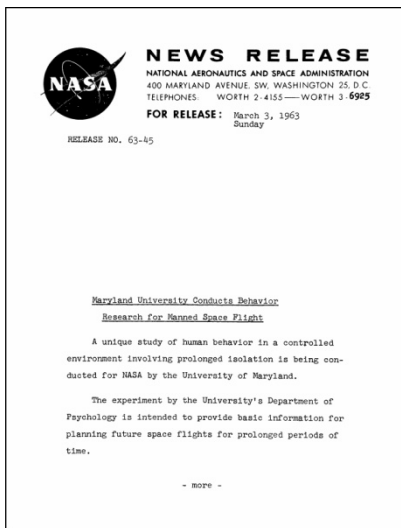 NASA
NEWS RELEASE
NATIONAL AERONAUTICS AND SPACE ADMINISTRATION
400 MARYLAND AVENUE, SW, WASHINGTON 25, D.C.
TELEPHONES: WORTH 2-4155—WORTH 3-6925
FOR RELEASE: March 3, 1963
Sunday
RELEASE NO. 63-45
Maryland University Conducts Behavior
Research for Manned Space Flight
A unique study of human behavior in a controlled
environment involving prolonged isolation is being con-
ducted for NASA by the University of Maryland.
The experiment by the University's Department of
Psychology is intended to provide basic information for
planning future space flights for prolonged periods of
time.
- more -